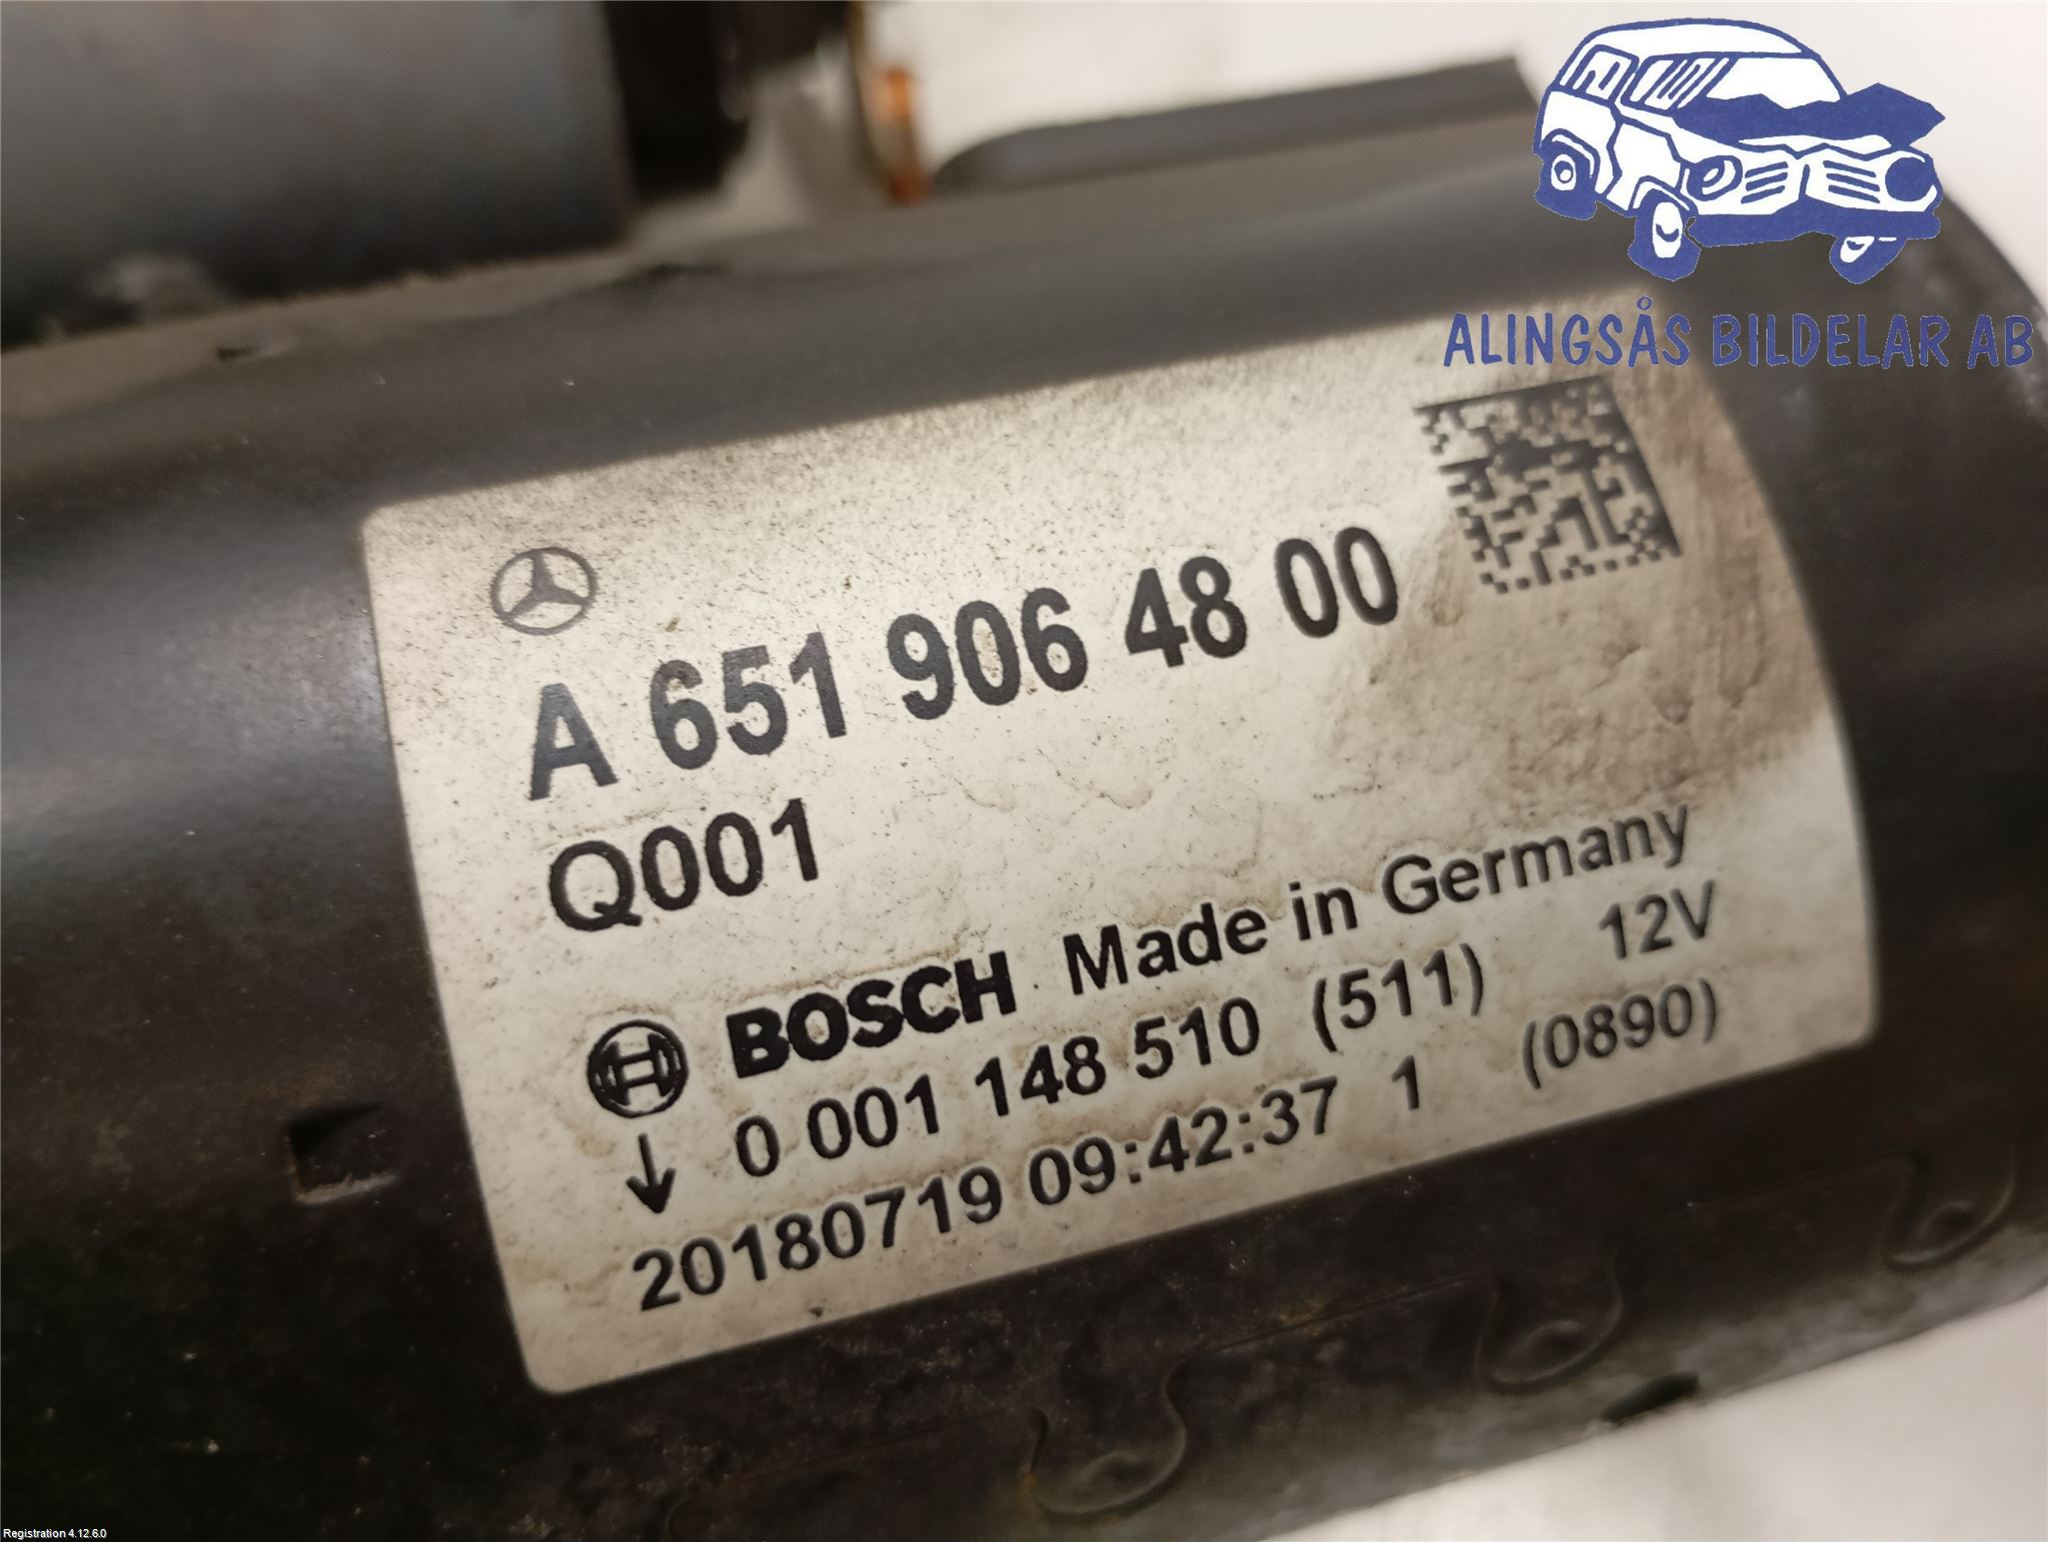 ALINGSÅS BILDELAR AB
A 651 906 48 00
Q001
BOSCH Made in Germany
0 001 148 510 (511) 12V
20180719 09:42:37 1 (0890)
Registration 4.12.6.0